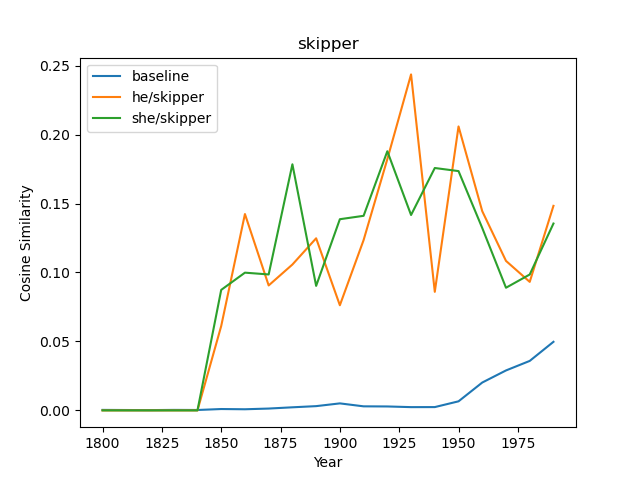 skipper
baseline
he/skipper
she/skipper
Cosine Similarity
0.25
0.20
0.15
0.10
0.05
0.00
1800 1825 1850 1875 1900 1925 1950 1975
Year